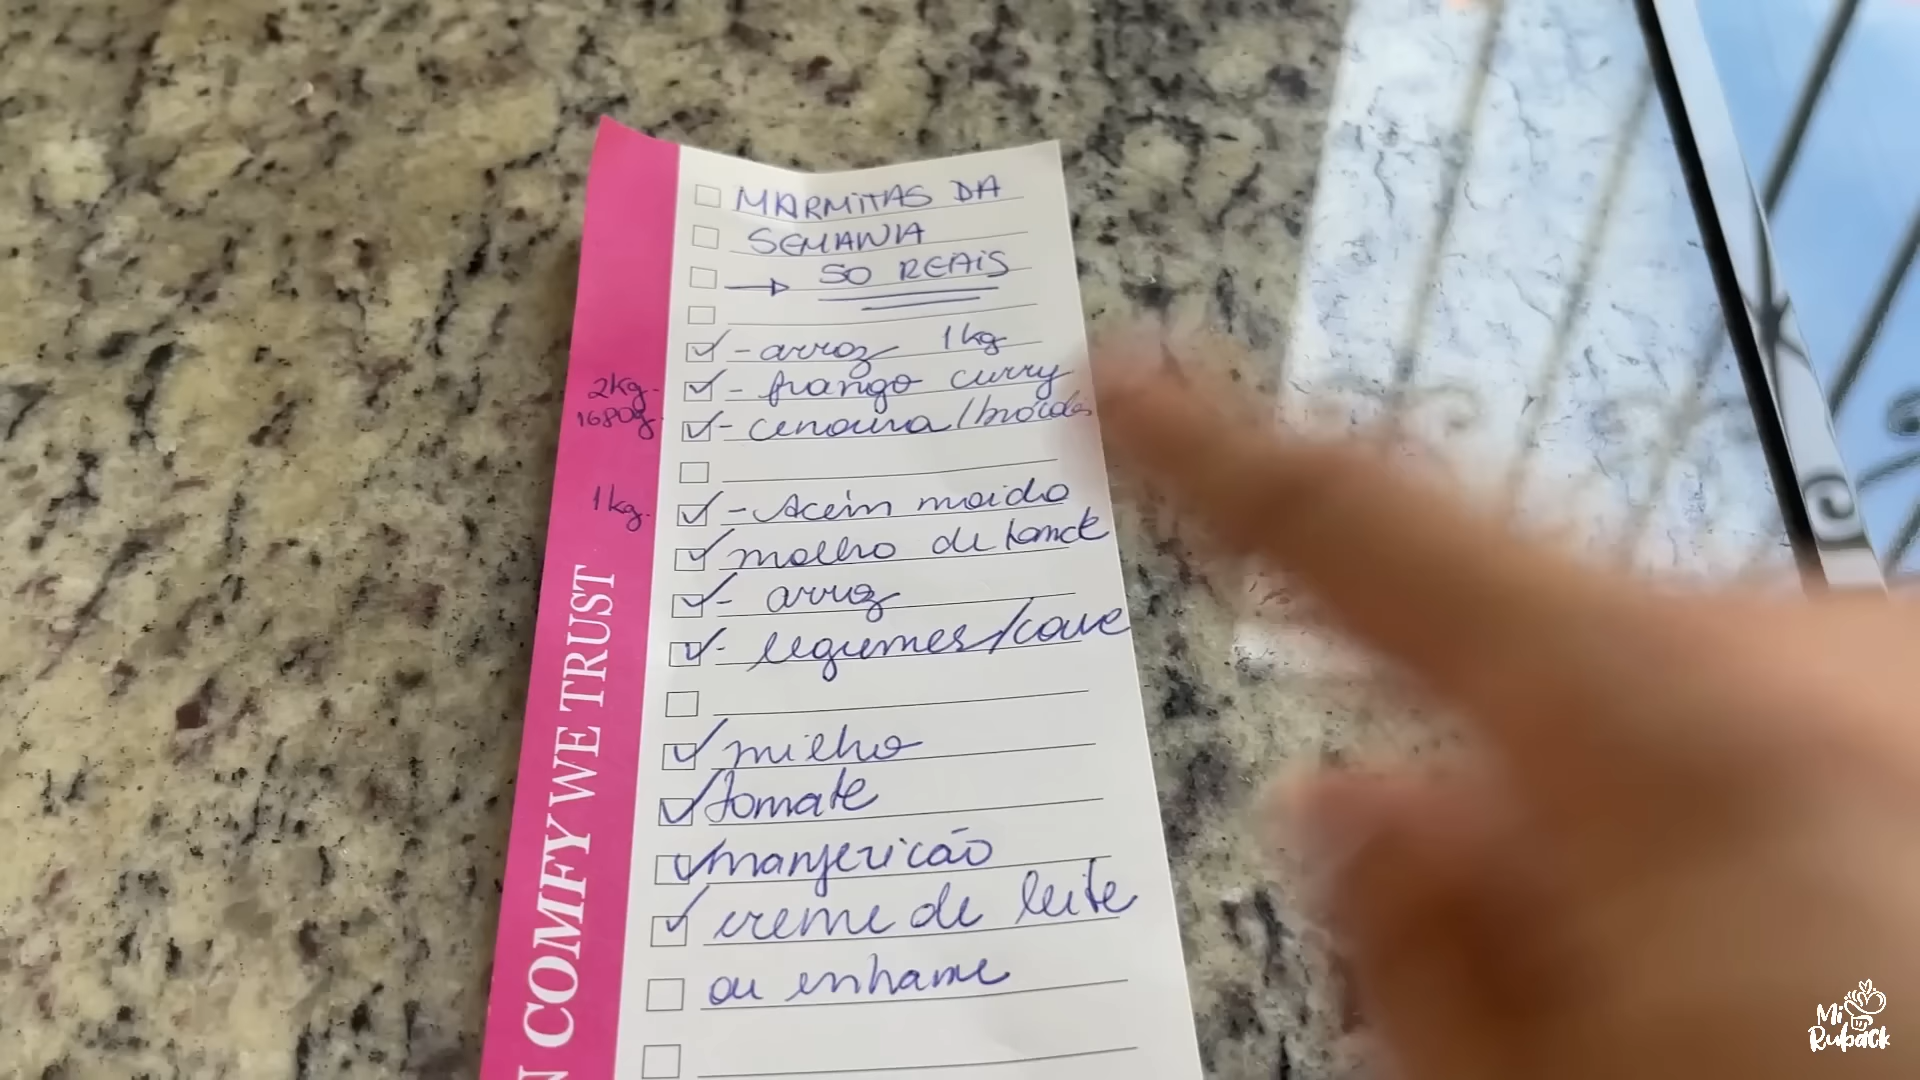 MARMITAS DA
SEMANA
→ 50 REAIS
- arroz 1kg
2kg. - frango curry
1680g. - cenoura/brócolis
1kg. - Acém moido
molho de tomate
- arroz
- legumes/couve
milho
tomate
manjericão
creme de leite
ou inhame
N COMFY WE TRUST
Mi Ruback